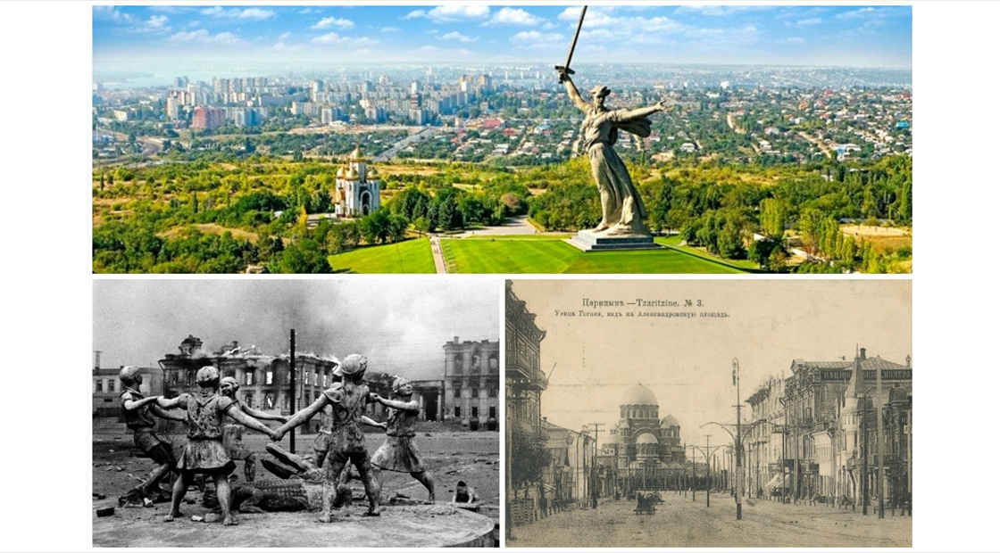 Царицынъ.—Tzaritzine. № 3.
Улица Гоголя, видъ на Александровскую площадь.